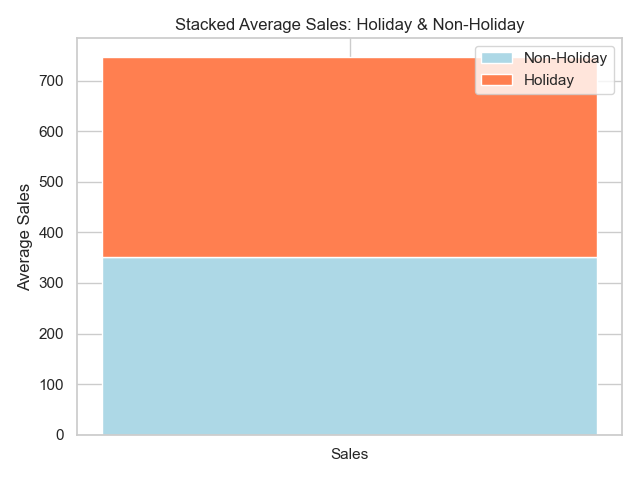 Stacked Average Sales: Holiday & Non-Holiday
Non-Holiday
Holiday
700
600
500
400
300
200
100
0
Average Sales
Sales